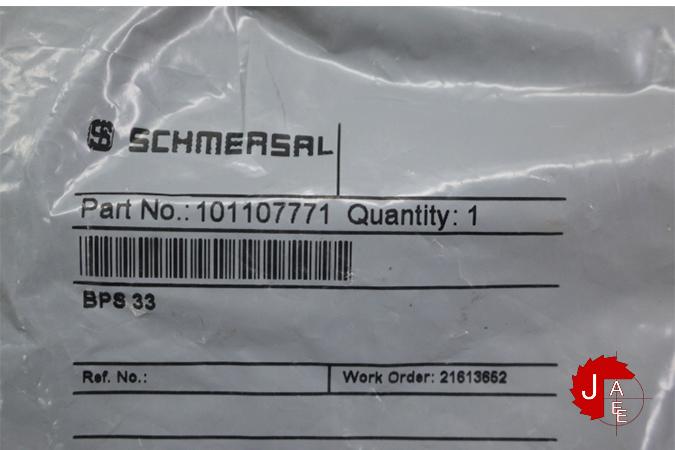 SCHMERSAL
Part No.: 101107771 Quantity: 1
BPS 33
Ref. No.:
Work Order: 21613652
J
A
E
E